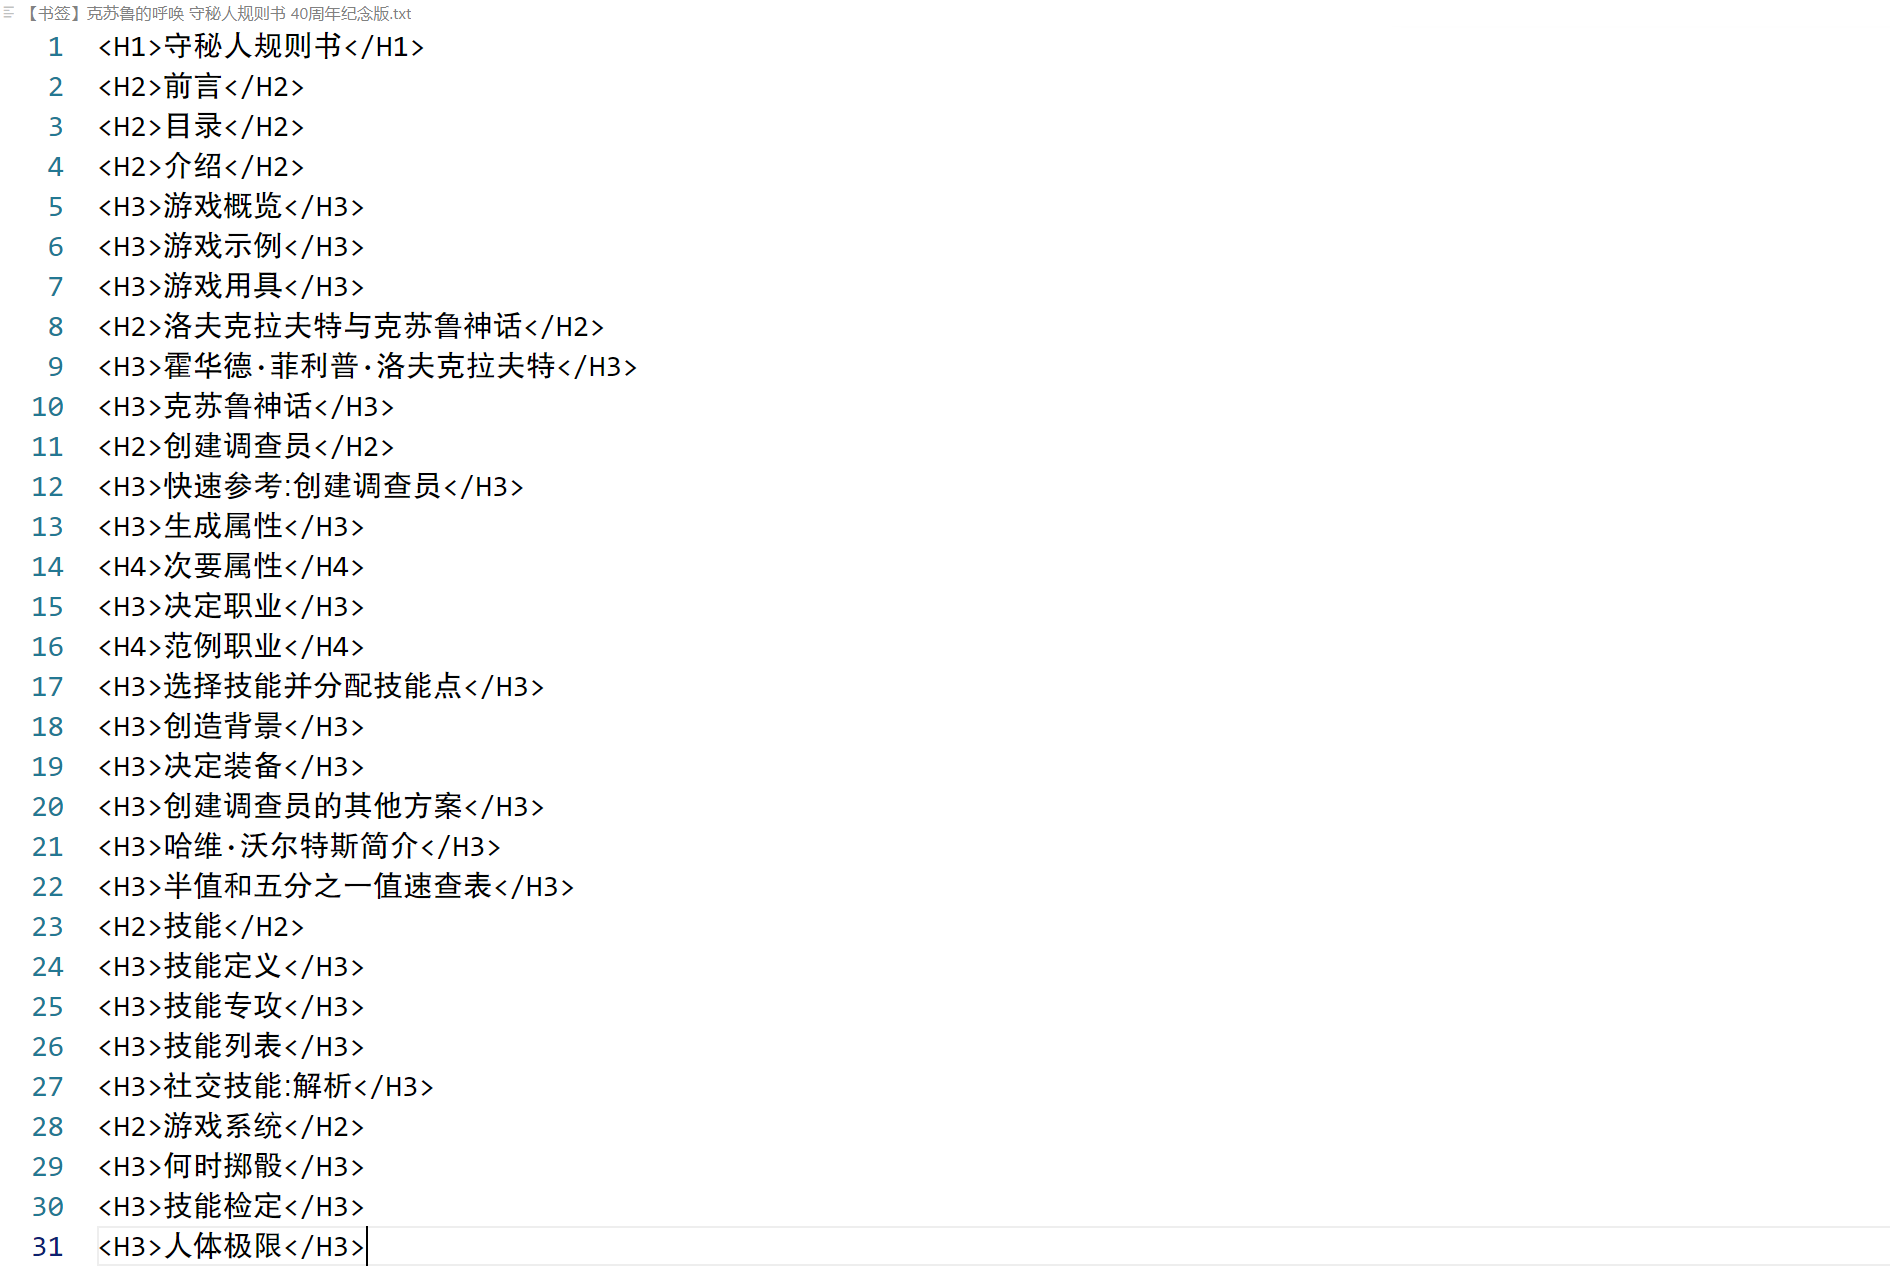 【书签】克苏鲁的呼唤 守秘人规则书 40周年纪念版.txt
1 <H1>守秘人规则书</H1>
2 <H2>前言</H2>
3 <H2>目录</H2>
4 <H2>介绍</H2>
5 <H3>游戏概览</H3>
6 <H3>游戏示例</H3>
7 <H3>游戏用具</H3>
8 <H2>洛夫克拉夫特与克苏鲁神话</H2>
9 <H3>霍华德·菲利普·洛夫克拉夫特</H3>
10 <H3>克苏鲁神话</H3>
11 <H2>创建调查员</H2>
12 <H3>快速参考:创建调查员</H3>
13 <H3>生成属性</H3>
14 <H4>次要属性</H4>
15 <H3>决定职业</H3>
16 <H4>范例职业</H4>
17 <H3>选择技能并分配技能点</H3>
18 <H3>创造背景</H3>
19 <H3>决定装备</H3>
20 <H3>创建调查员的其他方案</H3>
21 <H3>哈维·沃尔特斯简介</H3>
22 <H3>半值和五分之一值速查表</H3>
23 <H2>技能</H2>
24 <H3>技能定义</H3>
25 <H3>技能专攻</H3>
26 <H3>技能列表</H3>
27 <H3>社交技能:解析</H3>
28 <H2>游戏系统</H2>
29 <H3>何时掷骰</H3>
30 <H3>技能检定</H3>
31 <H3>人体极限</H3>